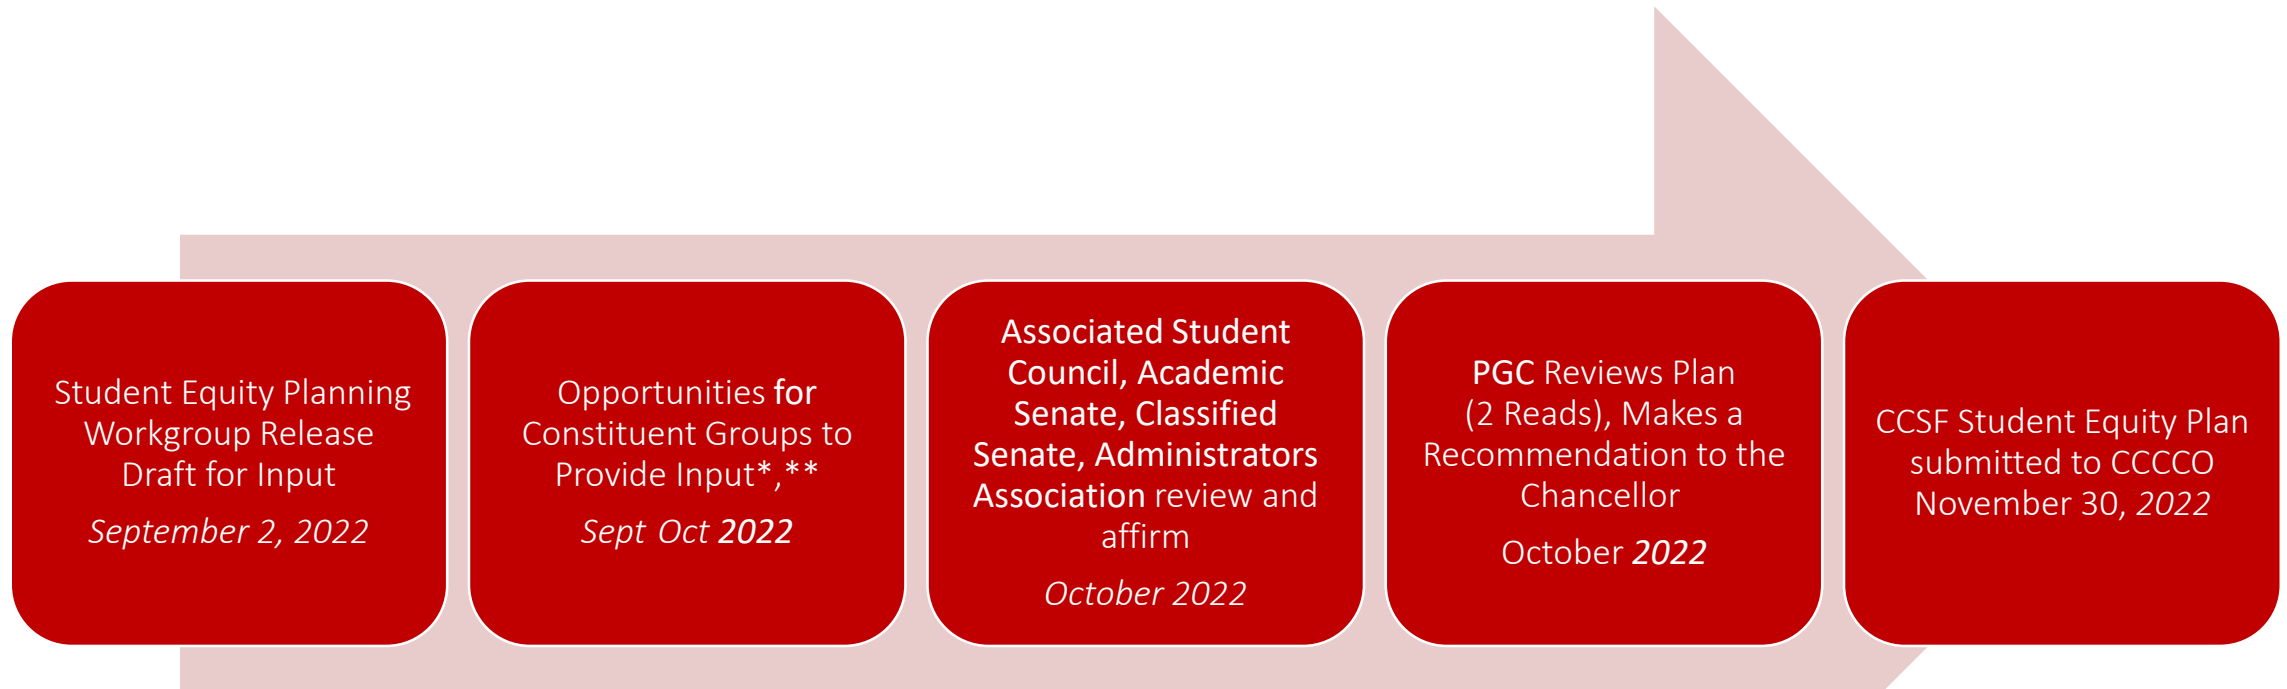 Student Equity Planning
Workgroup Release
Draft for Input
September 2, 2022
Opportunities for
Constituent Groups to
Provide Input*,**
Sept Oct 2022
Associated Student
Council, Academic
Senate, Classified
Senate, Administrators
Association review and
affirm
October 2022
PGC Reviews Plan
(2 Reads), Makes a
Recommendation to the
Chancellor
October 2022
CCSF Student Equity Plan
submitted to CCCCO
November 30, 2022